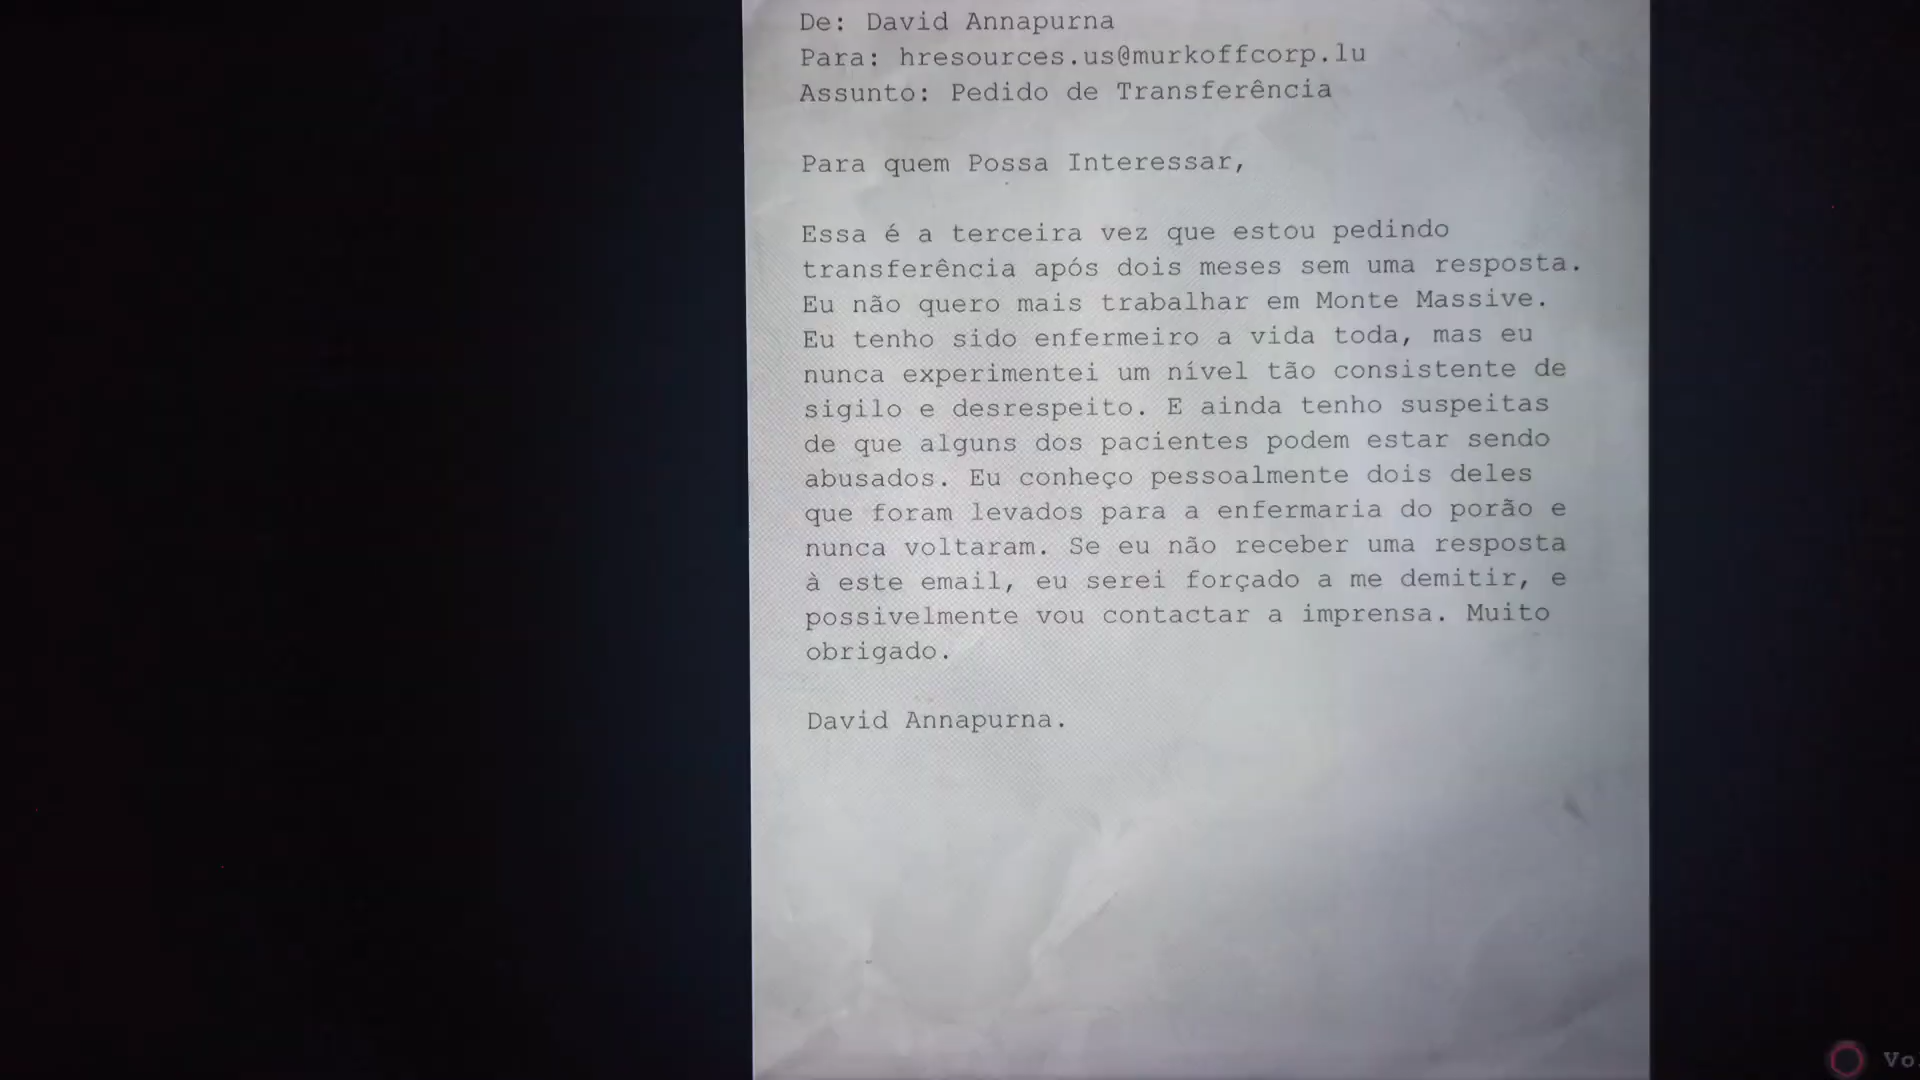 De: David Annapurna
Para: hresources.us@murkoffcorp.lu
Assunto: Pedido de Transferência
Para quem Possa Interessar,
Essa é a terceira vez que estou pedindo
transferência após dois meses sem uma resposta.
Eu não quero mais trabalhar em Monte Massive.
Eu tenho sido enfermeiro a vida toda, mas eu
nunca experimentei um nível tão consistente de
sigilo e desrespeito. E ainda tenho suspeitas
de que alguns dos pacientes podem estar sendo
abusados. Eu conheço pessoalmente dois deles
que foram levados para a enfermaria do porão e
nunca voltaram. Se eu não receber uma resposta
à este email, eu serei forçado a me demitir, e
possivelmente vou contactar a imprensa. Muito
obrigado.
David Annapurna.
Vo